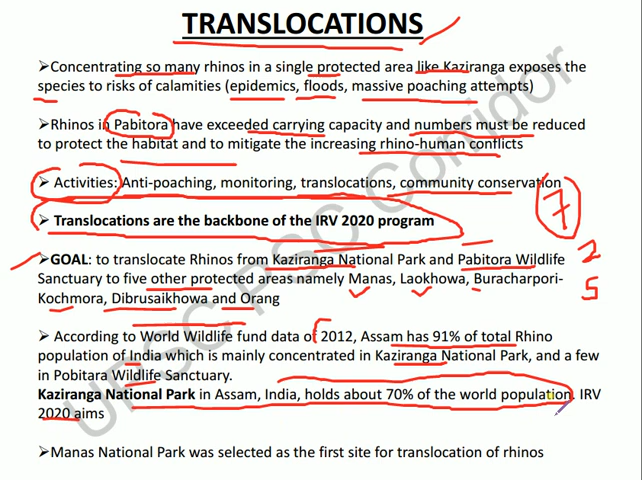 TRANSLOCATIONS
➢Concentrating so many rhinos in a single protected area like Kaziranga exposes the
species to risks of calamities (epidemics, floods, massive poaching attempts)
➢Rhinos in Pabitora have exceeded carrying capacity and numbers must be reduced
to protect the habitat and to mitigate the increasing rhino-human conflicts
➢Activities: Anti-poaching, monitoring, translocations, community conservation
7
➢Translocations are the backbone of the IRV 2020 program
➢GOAL: to translocate Rhinos from Kaziranga National Park and Pabitora Wildlife
2
Sanctuary to five other protected areas namely Manas, Laokhowa, Buracharpori-
5
Kochmora, Dibrusaikhowa and Orang
➢According to World Wildlife fund data of 2012, Assam has 91% of total Rhino
population of India which is mainly concentrated in Kaziranga National Park, and a few
in Pobitara Wildlife Sanctuary.
Kaziranga National Park in Assam, India, holds about 70% of the world population. IRV
2020 aims
➢Manas National Park was selected as the first site for translocation of rhinos
UPSC PSC Corridor